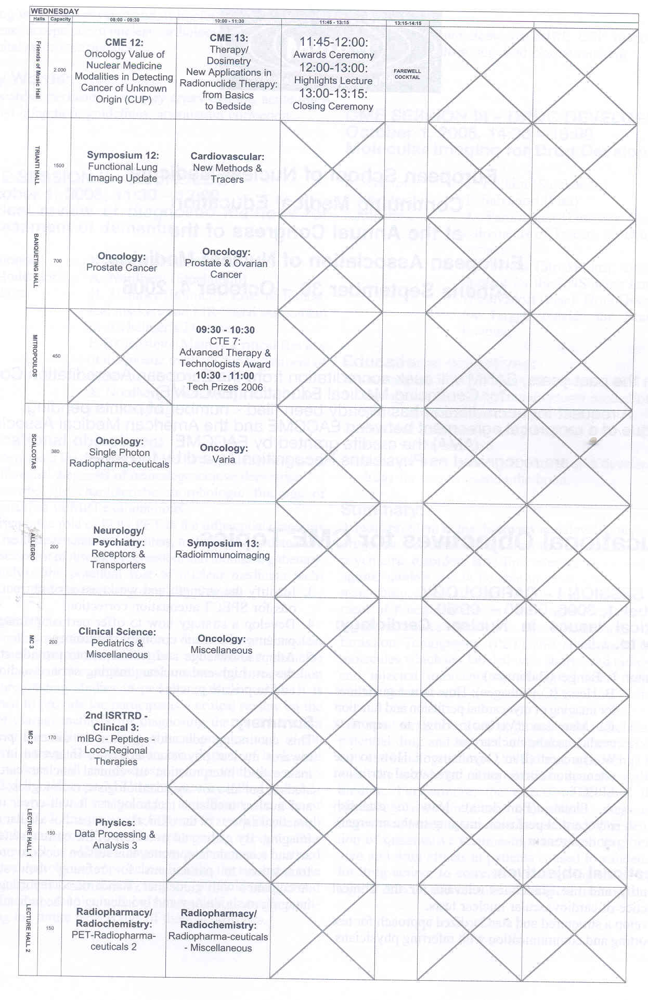 WEDNESDAY
Halls Capacity 08:00 - 09:30 10:00 - 11:30 11:45 - 13:15 13:15-14:15
Friends of Music Hall
2.000
CME 12:
Oncology Value of
Nuclear Medicine
Modalities in Detecting
Cancer of Unknown
Origin (CUP)
CME 13:
Therapy/
Dosimetry
New Applications in
Radionuclide Therapy:
from Basics
to Bedside
11:45-12:00:
Awards Ceremony
12:00-13:00:
Highlights Lecture
13:00-13:15:
Closing Ceremony
FAREWELL
COCKTAIL
TRIANTI HALL
1500
Symposium 12:
Functional Lung
Imaging Update
Cardiovascular:
New Methods &
Tracers
BANQUETING HALL
700
Oncology:
Prostate Cancer
Oncology:
Prostate & Ovarian
Cancer
MITROPOULOS
450
09:30 - 10:30
CTE 7:
Advanced Therapy &
Technologists Award
10:30 - 11:00
Tech Prizes 2006
SCALCOTAS
380
Oncology:
Single Photon
Radiopharmaceuticals
Oncology:
Varia
ALLEGRO
200
Neurology/
Psychiatry:
Receptors &
Transporters
Symposium 13:
Radioimmunoimaging
MC 3
200
Clinical Science:
Pediatrics &
Miscellaneous
Oncology:
Miscellaneous
MC 2
170
2nd ISRTRD -
Clinical 3:
mIBG - Peptides -
Loco-Regional
Therapies
LECTURE HALL 1
150
Physics:
Data Processing &
Analysis 3
LECTURE HALL 2
150
Radiopharmacy/
Radiochemistry:
PET-Radiopharma-
ceuticals 2
Radiopharmacy/
Radiochemistry:
Radiopharma-ceuticals
- Miscellaneous